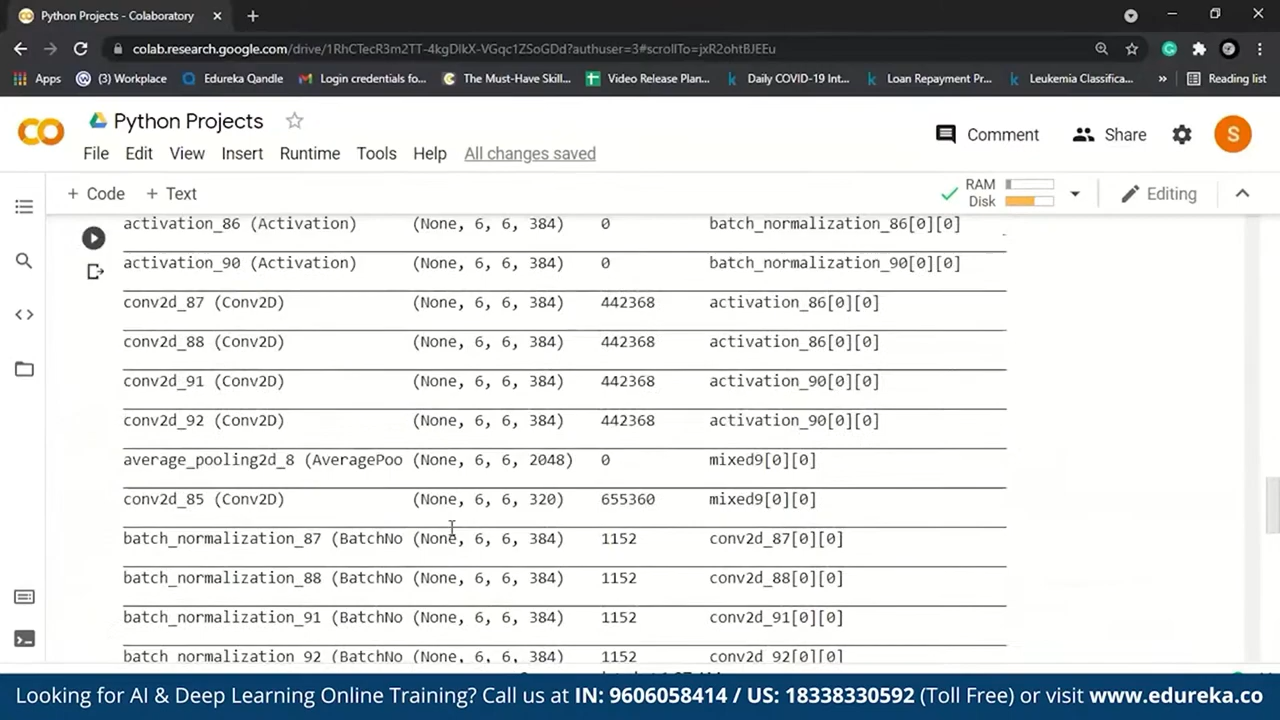 Python Projects - Colaboratory
colab.research.google.com/drive/1RhCTecR3m2TT-4kgDlkX-VGqc1ZSoGDd?authuser=3#scrollTo=jxR2ohtBJEEu
Apps (3) Workplace Edureka Qandle Login credentials fo... The Must-Have Skill... Video Release Plan... Daily COVID-19 Int... Loan Repayment Pr... Leukemia Classifica... » Reading list
CO Python Projects Comment Share S
File Edit View Insert Runtime Tools Help All changes saved
+ Code + Text RAM Disk Editing
activation_86 (Activation) (None, 6, 6, 384) 0 batch_normalization_86[0][0]
activation_90 (Activation) (None, 6, 6, 384) 0 batch_normalization_90[0][0]
conv2d_87 (Conv2D) (None, 6, 6, 384) 442368 activation_86[0][0]
conv2d_88 (Conv2D) (None, 6, 6, 384) 442368 activation_86[0][0]
conv2d_91 (Conv2D) (None, 6, 6, 384) 442368 activation_90[0][0]
conv2d_92 (Conv2D) (None, 6, 6, 384) 442368 activation_90[0][0]
average_pooling2d_8 (AveragePoo (None, 6, 6, 2048) 0 mixed9[0][0]
conv2d_85 (Conv2D) (None, 6, 6, 320) 655360 mixed9[0][0]
batch_normalization_87 (BatchNo (None, 6, 6, 384) 1152 conv2d_87[0][0]
batch_normalization_88 (BatchNo (None, 6, 6, 384) 1152 conv2d_88[0][0]
batch_normalization_91 (BatchNo (None, 6, 6, 384) 1152 conv2d_91[0][0]
batch_normalization_92 (BatchNo (None, 6, 6, 384) 1152 conv2d_92[0][0]
Looking for AI & Deep Learning Online Training? Call us at IN: 9606058414 / US: 18338330592 (Toll Free) or visit www.edureka.co